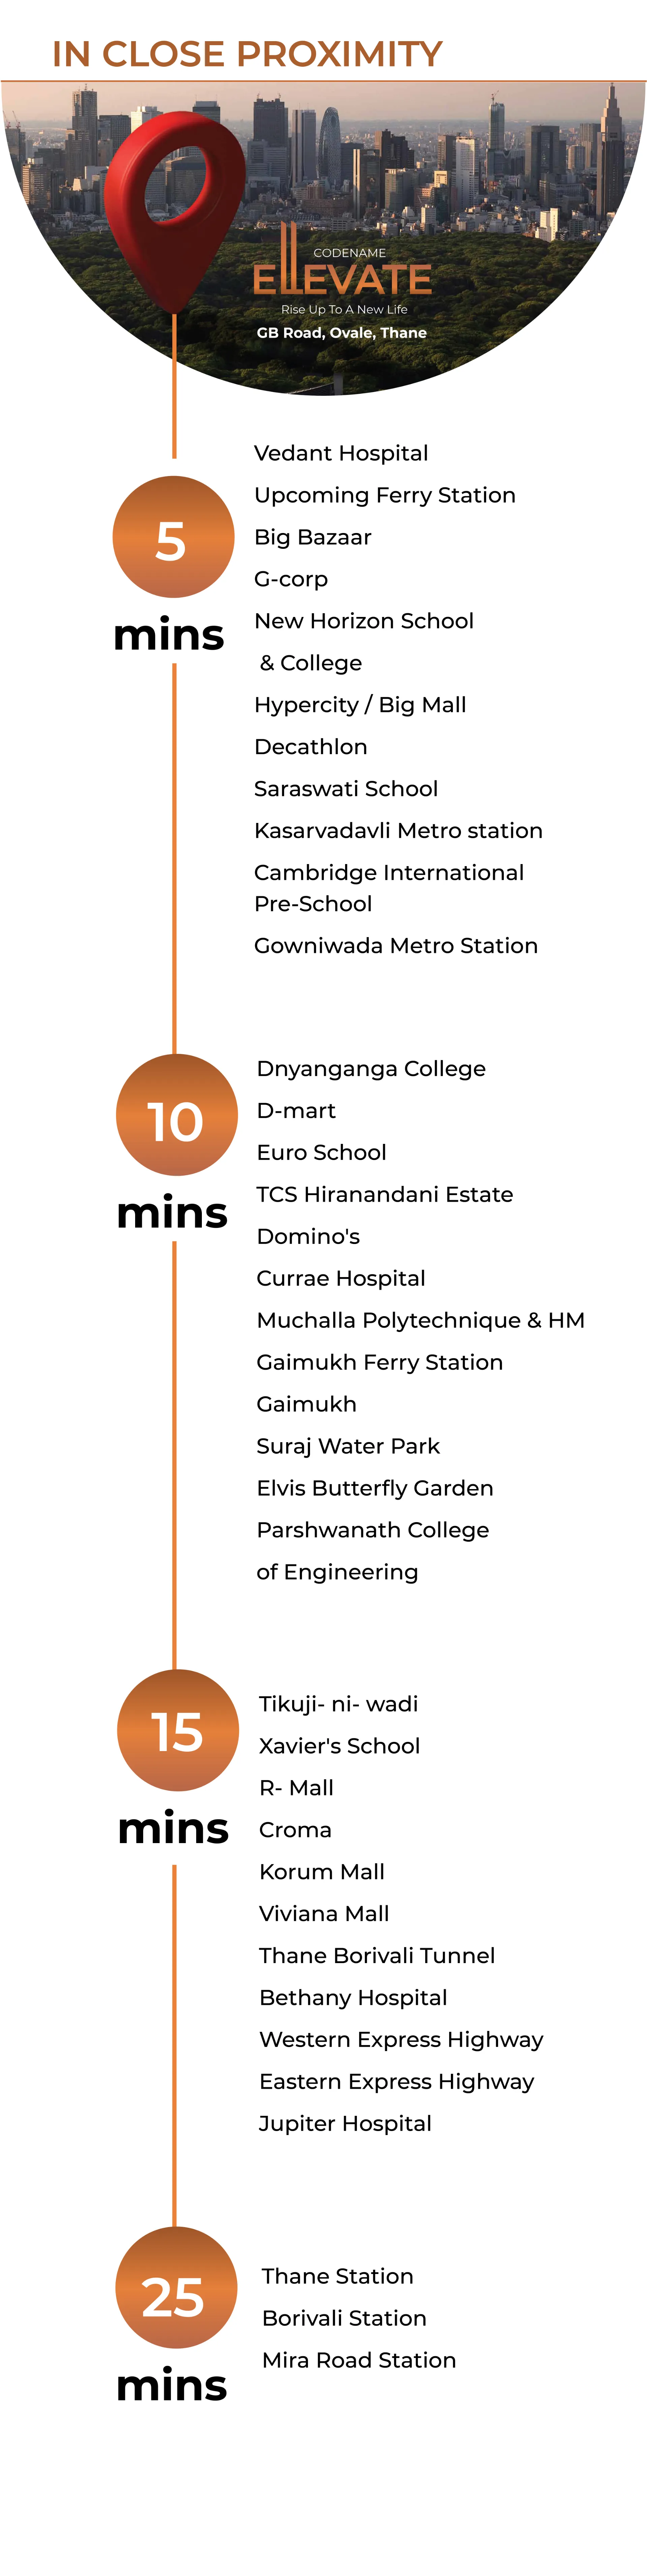 IN CLOSE PROXIMITY
CODENAME
ELLEVATE
Rise Up To A New Life
GB Road, Ovale, Thane
5
mins
Vedant Hospital
Upcoming Ferry Station
Big Bazaar
G-corp
New Horizon School
& College
Hypercity / Big Mall
Decathlon
Saraswati School
Kasarvadavli Metro station
Cambridge International
Pre-School
Gowniwada Metro Station
10
mins
Dnyanganga College
D-mart
Euro School
TCS Hiranandani Estate
Domino's
Currae Hospital
Muchalla Polytechnique & HM
Gaimukh Ferry Station
Gaimukh
Suraj Water Park
Elvis Butterfly Garden
Parshwanath College
of Engineering
15
mins
Tikuji- ni- wadi
Xavier's School
R- Mall
Croma
Korum Mall
Viviana Mall
Thane Borivali Tunnel
Bethany Hospital
Western Express Highway
Eastern Express Highway
Jupiter Hospital
25
mins
Thane Station
Borivali Station
Mira Road Station